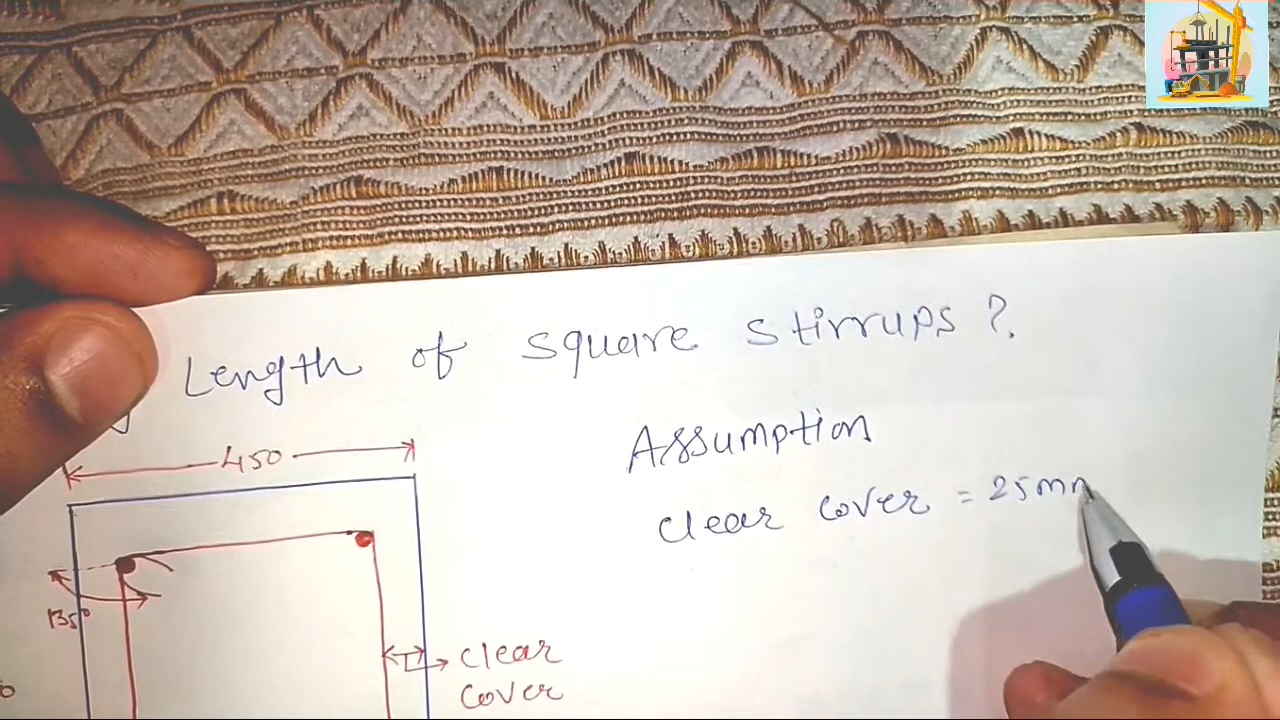 Length of square stirrups ?.
450
Assumption
clear cover = 25mm
135°
clear
cover